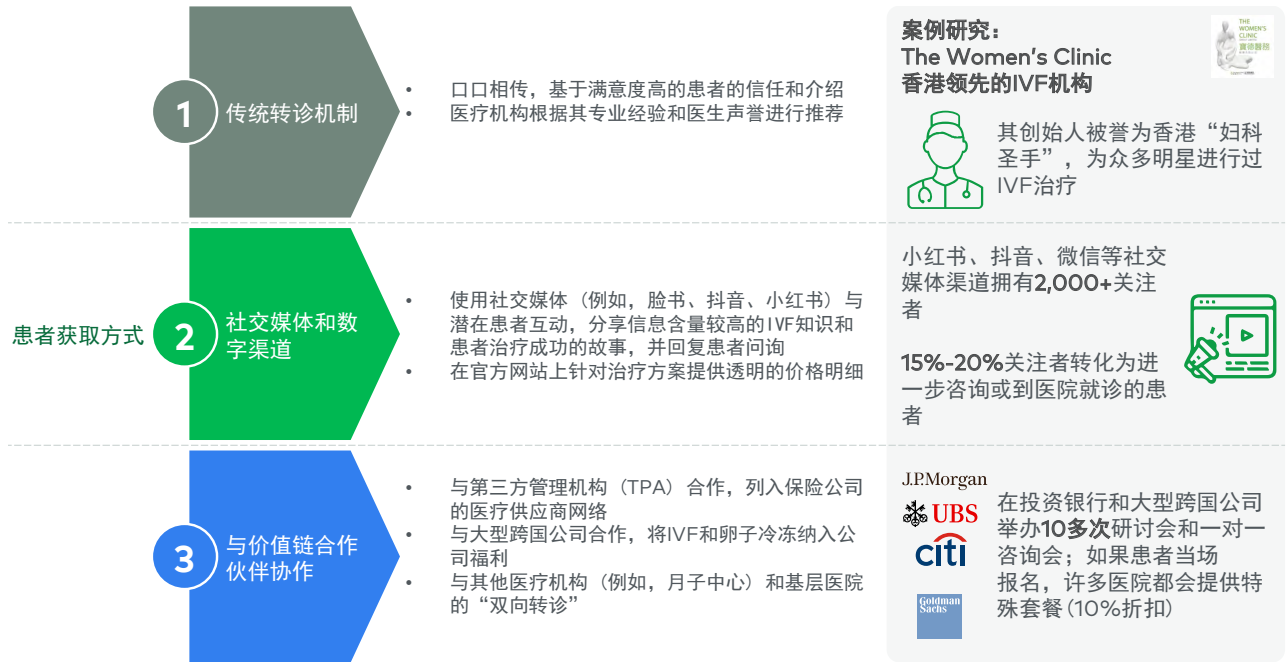 案例研究：
The Women's Clinic
香港领先的IVF机构
THE
WOMEN'S
CLINIC
1
传统转诊机制
• 口口相传，基于满意度高的患者的信任和介绍
• 医疗机构根据其专业经验和医生声誉进行推荐
其创始人被誉为香港“妇科
圣手”，为众多明星进行过
IVF治疗
患者获取方式
2
社交媒体和数
字渠道
• 使用社交媒体（例如，脸书、抖音、小红书）与
潜在患者互动，分享信息含量较高的IVF知识和
患者治疗成功的故事，并回复患者问询
• 在官方网站上针对治疗方案提供透明的价格明细
小红书、抖音、微信等社交
媒体渠道拥有2,000+关注
者
15%-20%关注者转化为进
一步咨询或到医院就诊的患
者
3
与价值链合作
伙伴协作
• 与第三方管理机构（TPA）合作，列入保险公司
的医疗供应商网络
• 与大型跨国公司合作，将IVF和卵子冷冻纳入公
司福利
• 与其他医疗机构（例如，月子中心）和基层医院
的“双向转诊”
J.P.Morgan
UBS
citi
Goldman
Sachs
在投资银行和大型跨国公司
举办10多次研讨会和一对一
咨询会；如果患者当场
报名，许多医院都会提供特
殊套餐(10%折扣)